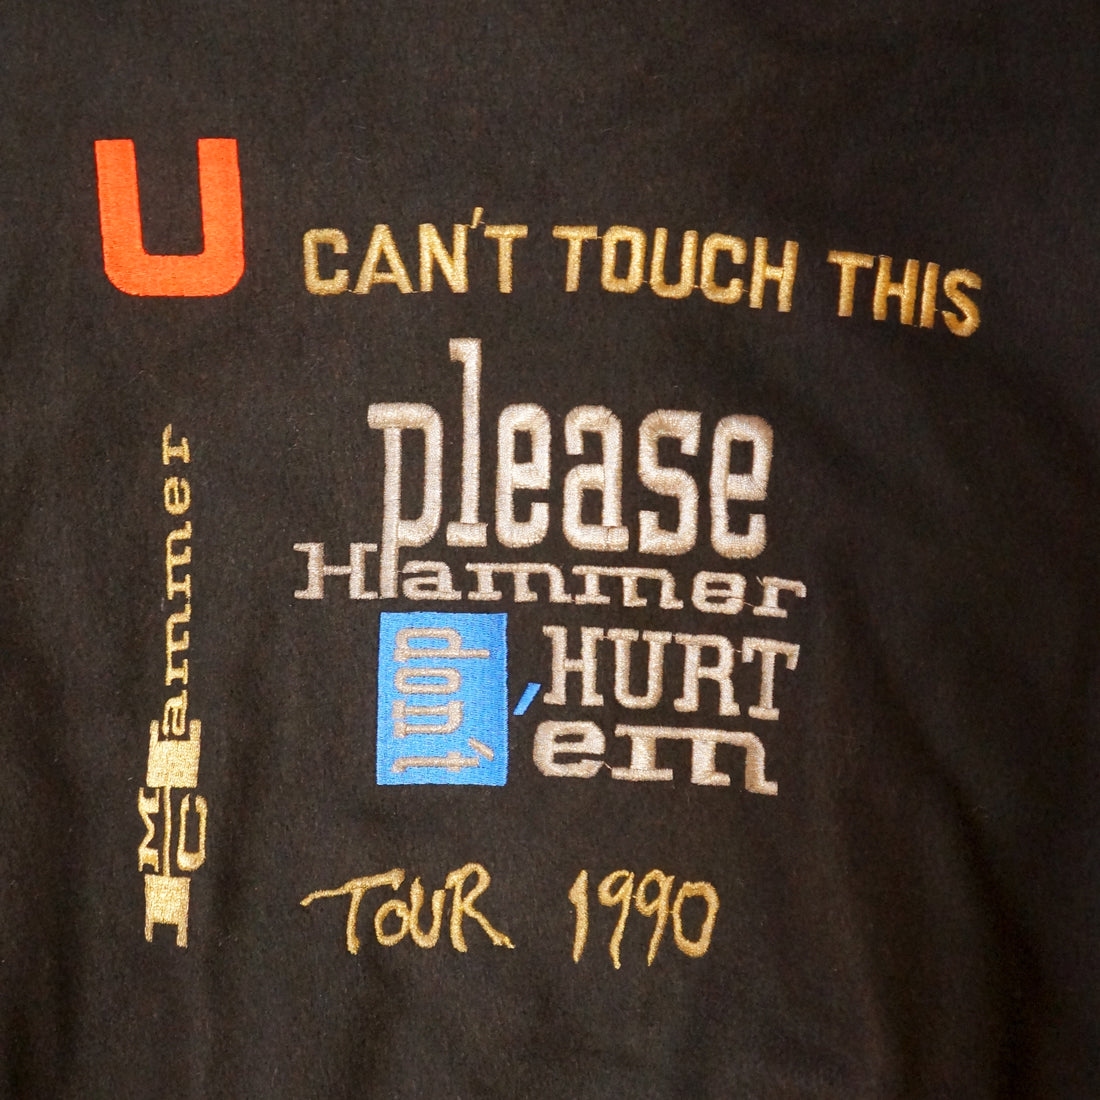 U CAN'T TOUCH THIS
please
Hammer
don't
'HURT
'em
MC Hammer
TOUR 1990